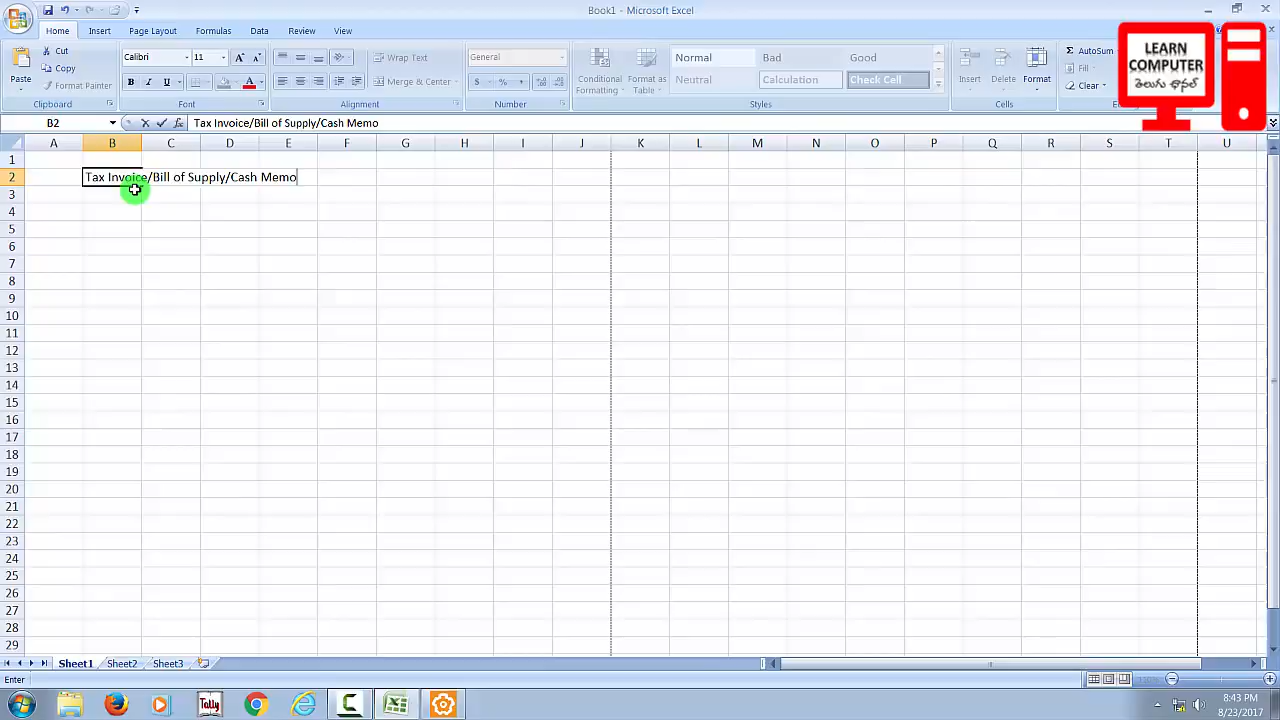 Book1 - Microsoft Excel
Home Insert Page Layout Formulas Data Review View
Paste
Cut
Copy
Format Painter
Clipboard
Calibri 11
B I U
Font
Wrap Text
Merge & Center
Alignment
General
Number
Conditional Formatting
Format as Table
Normal Bad Good
Neutral Calculation Check Cell
Styles
Insert Delete Format
Cells
AutoSum
Fill
Clear
LEARN
COMPUTER
తెలుగు ఛానల్
B2 fx Tax Invoice/Bill of Supply/Cash Memo
A B C D E F G H I J K L M N O P Q R S T U
1
2 Tax Invoice/Bill of Supply/Cash Memo
3
4
5
6
7
8
9
10
11
12
13
14
15
16
17
18
19
20
21
22
23
24
25
26
27
28
29
Sheet1 Sheet2 Sheet3
Enter
Tally
8:43 PM
8/23/2017